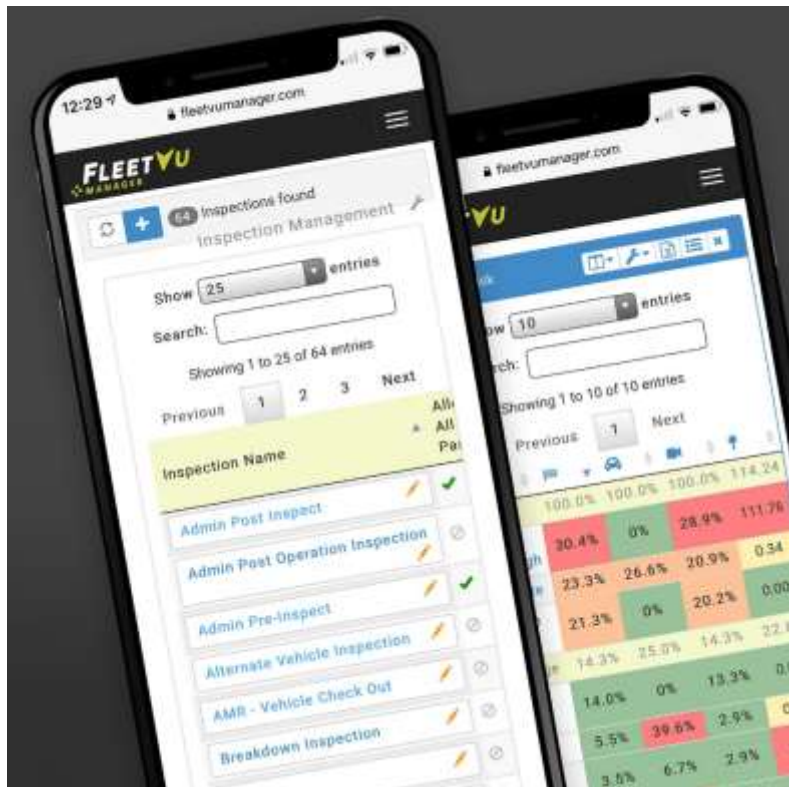 12:29
fleetvumanager.com
FLEETVU
MANAGER
64 Inspections found
Inspection Management
Show 25 entries
Search:
Showing 1 to 25 of 64 entries
Previous 1 2 3 Next
Inspection Name
All
Admin Post Inspect
Admin Post Operation Inspection
Admin Pre-Inspect
Alternate Vehicle Inspection
AMR - Vehicle Check Out
Breakdown Inspection
fleetvumanager.com
VU
10 entries
Showing 1 to 10 of 10 entries
Previous 1 Next
100.0% 100.0% 100.0% 114.24
30.4% 0% 28.9% 111.76
23.3% 26.6% 20.9% 0.34
21.3% 0% 20.2% 0.00
14.3% 25.0% 14.3% 22.
14.0% 0% 13.3%
5.5% 39.6% 2.9%
3.5% 6.7% 2.9%